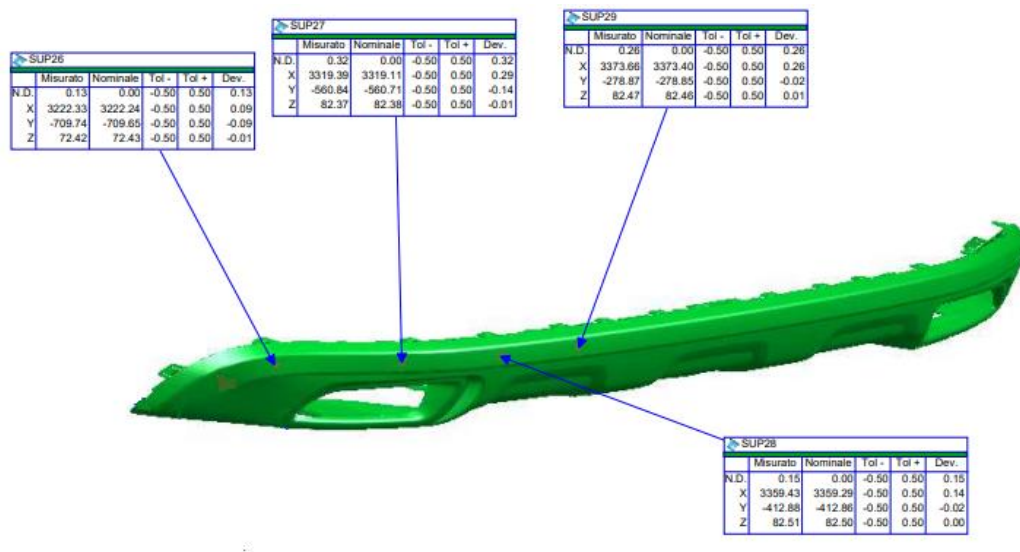 SUP26
Misurato Nominale Tol - Tol + Dev.
N.D. 0.13 0.00 -0.50 0.50 0.13
X 3222.33 3222.24 -0.50 0.50 0.09
Y -709.74 -709.65 -0.50 0.50 -0.09
Z 72.42 72.43 -0.50 0.50 -0.01
SUP27
Misurato Nominale Tol - Tol + Dev.
N.D. 0.32 0.00 -0.50 0.50 0.32
X 3319.39 3319.11 -0.50 0.50 0.29
Y -560.84 -560.71 -0.50 0.50 -0.14
Z 82.37 82.38 -0.50 0.50 -0.01
SUP29
Misurato Nominale Tol - Tol + Dev.
N.D. 0.26 0.00 -0.50 0.50 0.26
X 3373.66 3373.40 -0.50 0.50 0.26
Y -278.87 -278.85 -0.50 0.50 -0.02
Z 82.47 82.46 -0.50 0.50 0.01
SUP28
Misurato Nominale Tol - Tol + Dev.
N.D. 0.15 0.00 -0.50 0.50 0.15
X 3359.43 3359.29 -0.50 0.50 0.14
Y -412.88 -412.86 -0.50 0.50 -0.02
Z 82.51 82.50 -0.50 0.50 0.00